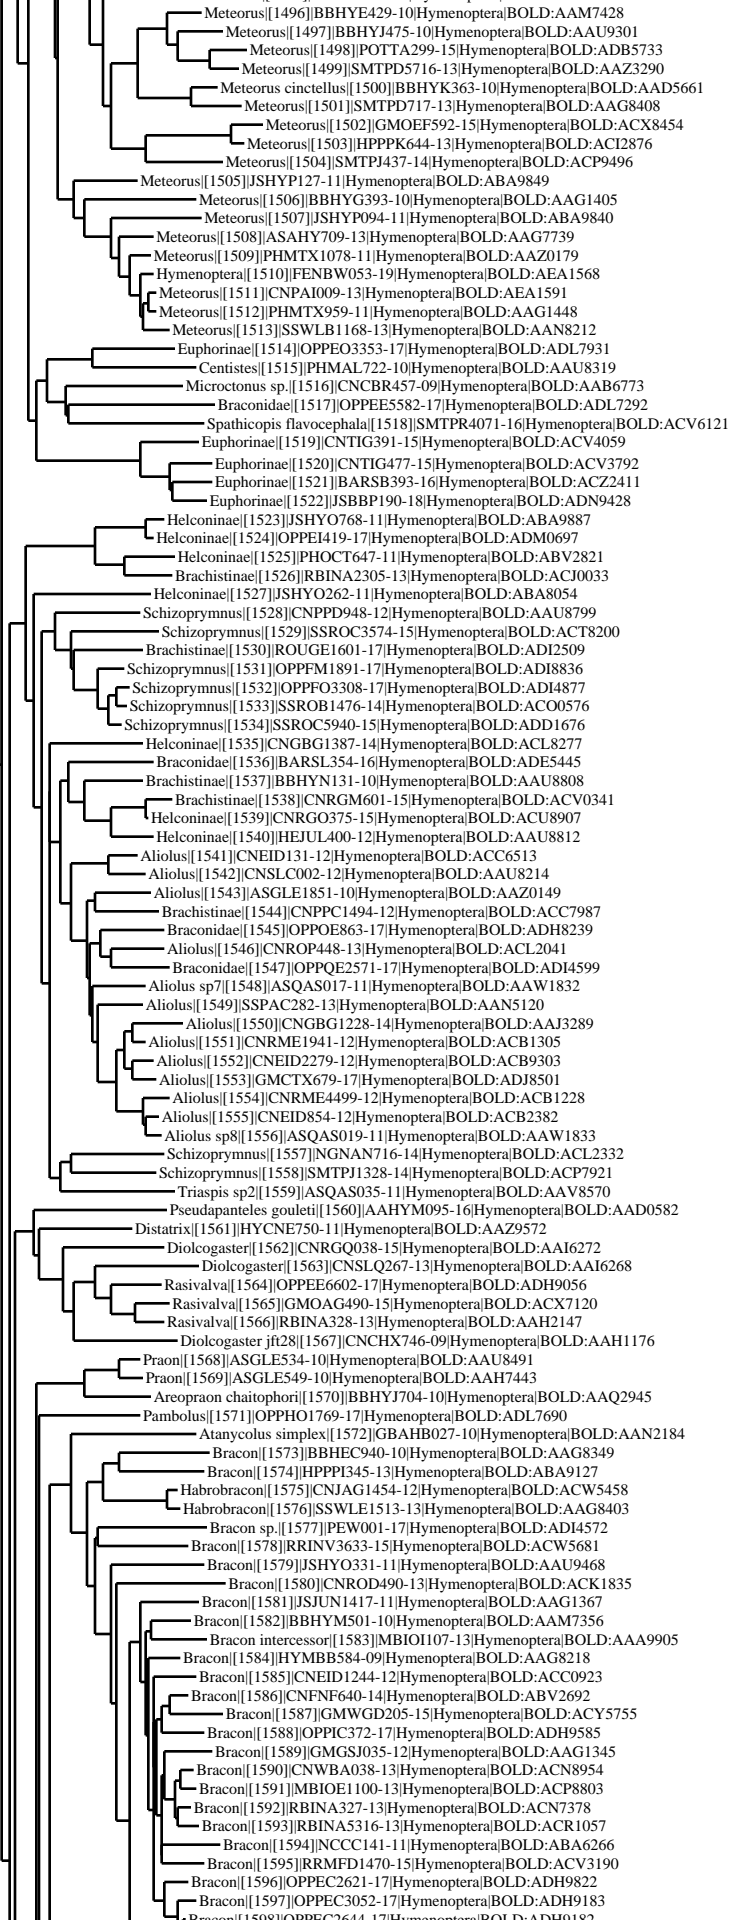 Meteorus|[1496]|BBHYE429-10|Hymenoptera|BOLD:AAM7428
Meteorus|[1497]|BBHYJ475-10|Hymenoptera|BOLD:AAU9301
Meteorus|[1498]|POTTA299-15|Hymenoptera|BOLD:ADB5733
Meteorus|[1499]|SMTPD5716-13|Hymenoptera|BOLD:AAZ3290
Meteorus cinctellus|[1500]|BBHYK363-10|Hymenoptera|BOLD:AAD5661
Meteorus|[1501]|SMTPD717-13|Hymenoptera|BOLD:AAG8408
Meteorus|[1502]|GMOEF592-15|Hymenoptera|BOLD:ACX8454
Meteorus|[1503]|HPPPK644-13|Hymenoptera|BOLD:ACI2876
Meteorus|[1504]|SMTPJ437-14|Hymenoptera|BOLD:ACP9496
Meteorus|[1505]|JSHYP127-11|Hymenoptera|BOLD:ABA9849
Meteorus|[1506]|BBHYG393-10|Hymenoptera|BOLD:AAG1405
Meteorus|[1507]|JSHYP094-11|Hymenoptera|BOLD:ABA9840
Meteorus|[1508]|ASAHY709-13|Hymenoptera|BOLD:AAG7739
Meteorus|[1509]|PHMTX1078-11|Hymenoptera|BOLD:AAZ0179
Hymenoptera|[1510]|FENBW053-19|Hymenoptera|BOLD:AEA1568
Meteorus|[1511]|CNPAI009-13|Hymenoptera|BOLD:AEA1591
Meteorus|[1512]|PHMTX959-11|Hymenoptera|BOLD:AAG1448
Meteorus|[1513]|SSWLB1168-13|Hymenoptera|BOLD:AAN8212
Euphorinae|[1514]|OPPEO3353-17|Hymenoptera|BOLD:ADL7931
Centistes|[1515]|PHMAL722-10|Hymenoptera|BOLD:AAU8319
Microctonus sp.|[1516]|CNCBR457-09|Hymenoptera|BOLD:AAB6773
Braconidae|[1517]|OPPEE5582-17|Hymenoptera|BOLD:ADL7292
Spathicopis flavocephala|[1518]|SMTPR4071-16|Hymenoptera|BOLD:ACV6121
Euphorinae|[1519]|CNTIG391-15|Hymenoptera|BOLD:ACV4059
Euphorinae|[1520]|CNTIG477-15|Hymenoptera|BOLD:ACV3792
Euphorinae|[1521]|BARSB393-16|Hymenoptera|BOLD:ACZ2411
Euphorinae|[1522]|JSBBP190-18|Hymenoptera|BOLD:ADN9428
Helconinae|[1523]|JSHYO768-11|Hymenoptera|BOLD:ABA9887
Helconinae|[1524]|OPPEI419-17|Hymenoptera|BOLD:ADM0697
Helconinae|[1525]|PHOCT647-11|Hymenoptera|BOLD:ABV2821
Brachistinae|[1526]|RBINA2305-13|Hymenoptera|BOLD:ACJ0033
Helconinae|[1527]|JSHYO262-11|Hymenoptera|BOLD:ABA8054
Schizoprymnus|[1528]|CNPPD948-12|Hymenoptera|BOLD:AAU8799
Schizoprymnus|[1529]|SSROC3574-15|Hymenoptera|BOLD:ACT8200
Brachistinae|[1530]|ROUGE1601-17|Hymenoptera|BOLD:ADI2509
Schizoprymnus|[1531]|OPPFM1891-17|Hymenoptera|BOLD:ADI8836
Schizoprymnus|[1532]|OPPFO3308-17|Hymenoptera|BOLD:ADI4877
Schizoprymnus|[1533]|SSROB1476-14|Hymenoptera|BOLD:ACO0576
Schizoprymnus|[1534]|SSROC5940-15|Hymenoptera|BOLD:ADD1676
Helconinae|[1535]|CNGBG1387-14|Hymenoptera|BOLD:ACL8277
Braconidae|[1536]|BARSL354-16|Hymenoptera|BOLD:ADE5445
Brachistinae|[1537]|BBHYN131-10|Hymenoptera|BOLD:AAU8808
Brachistinae|[1538]|CNRGM601-15|Hymenoptera|BOLD:ACV0341
Helconinae|[1539]|CNRGO375-15|Hymenoptera|BOLD:ACU8907
Helconinae|[1540]|HEJUL400-12|Hymenoptera|BOLD:AAU8812
Aliolus|[1541]|CNEID131-12|Hymenoptera|BOLD:ACC6513
Aliolus|[1542]|CNSLC002-12|Hymenoptera|BOLD:AAU8214
Aliolus|[1543]|ASGLE1851-10|Hymenoptera|BOLD:AAZ0149
Brachistinae|[1544]|CNPPC1494-12|Hymenoptera|BOLD:ACC7987
Braconidae|[1545]|OPPOE863-17|Hymenoptera|BOLD:ADH8239
Aliolus|[1546]|CNROP448-13|Hymenoptera|BOLD:ACL2041
Braconidae|[1547]|OPPQE2571-17|Hymenoptera|BOLD:ADI4599
Aliolus sp7|[1548]|ASQAS017-11|Hymenoptera|BOLD:AAW1832
Aliolus|[1549]|SSPAC282-13|Hymenoptera|BOLD:AAN5120
Aliolus|[1550]|CNGBG1228-14|Hymenoptera|BOLD:AAJ3289
Aliolus|[1551]|CNRME1941-12|Hymenoptera|BOLD:ACB1305
Aliolus|[1552]|CNEID2279-12|Hymenoptera|BOLD:ACB9303
Aliolus|[1553]|GMCTX679-17|Hymenoptera|BOLD:ADJ8501
Aliolus|[1554]|CNRME4499-12|Hymenoptera|BOLD:ACB1228
Aliolus|[1555]|CNEID854-12|Hymenoptera|BOLD:ACB2382
Aliolus sp8|[1556]|ASQAS019-11|Hymenoptera|BOLD:AAW1833
Schizoprymnus|[1557]|NGNAN716-14|Hymenoptera|BOLD:ACL2332
Schizoprymnus|[1558]|SMTPJ1328-14|Hymenoptera|BOLD:ACP7921
Triaspis sp2|[1559]|ASQAS035-11|Hymenoptera|BOLD:AAV8570
Pseudapanteles gouleti|[1560]|AAHYM095-16|Hymenoptera|BOLD:AAD0582
Distatrix|[1561]|HYCNE750-11|Hymenoptera|BOLD:AAZ9572
Diolcogaster|[1562]|CNRGQ038-15|Hymenoptera|BOLD:AAI6272
Diolcogaster|[1563]|CNSLQ267-13|Hymenoptera|BOLD:AAI6268
Rasivalva|[1564]|OPPEE6602-17|Hymenoptera|BOLD:ADH9056
Rasivalva|[1565]|GMOAG490-15|Hymenoptera|BOLD:ACX7120
Rasivalva|[1566]|RBINA328-13|Hymenoptera|BOLD:AAH2147
Diolcogaster jft28|[1567]|CNCHX746-09|Hymenoptera|BOLD:AAH1176
Praon|[1568]|ASGLE534-10|Hymenoptera|BOLD:AAU8491
Praon|[1569]|ASGLE549-10|Hymenoptera|BOLD:AAH7443
Areopraon chaitophori|[1570]|BBHYJ704-10|Hymenoptera|BOLD:AAQ2945
Pambolus|[1571]|OPPHO1769-17|Hymenoptera|BOLD:ADL7690
Atanycolus simplex|[1572]|GBAHB027-10|Hymenoptera|BOLD:AAN2184
Bracon|[1573]|BBHEC940-10|Hymenoptera|BOLD:AAG8349
Bracon|[1574]|HPPPI345-13|Hymenoptera|BOLD:ABA9127
Habrobracon|[1575]|CNJAG1454-12|Hymenoptera|BOLD:ACW5458
Habrobracon|[1576]|SSWLE1513-13|Hymenoptera|BOLD:AAG8403
Bracon sp.|[1577]|PEW001-17|Hymenoptera|BOLD:ADI4572
Bracon|[1578]|RRINV3633-15|Hymenoptera|BOLD:ACW5681
Bracon|[1579]|JSHYO331-11|Hymenoptera|BOLD:AAU9468
Bracon|[1580]|CNROD490-13|Hymenoptera|BOLD:ACK1835
Bracon|[1581]|JSJUN1417-11|Hymenoptera|BOLD:AAG1367
Bracon|[1582]|BBHYM501-10|Hymenoptera|BOLD:AAM7356
Bracon intercessor|[1583]|MBIOI107-13|Hymenoptera|BOLD:AAA9905
Bracon|[1584]|HYMBB584-09|Hymenoptera|BOLD:AAG8218
Bracon|[1585]|CNEID1244-12|Hymenoptera|BOLD:ACC0923
Bracon|[1586]|CNFNF640-14|Hymenoptera|BOLD:ABV2692
Bracon|[1587]|GMWGD205-15|Hymenoptera|BOLD:ACY5755
Bracon|[1588]|OPPIC372-17|Hymenoptera|BOLD:ADH9585
Bracon|[1589]|GMGSJ035-12|Hymenoptera|BOLD:AAG1345
Bracon|[1590]|CNWBA038-13|Hymenoptera|BOLD:ACN8954
Bracon|[1591]|MBIOE1100-13|Hymenoptera|BOLD:ACP8803
Bracon|[1592]|RBINA327-13|Hymenoptera|BOLD:ACN7378
Bracon|[1593]|RBINA5316-13|Hymenoptera|BOLD:ACR1057
Bracon|[1594]|NCCC141-11|Hymenoptera|BOLD:ABA6266
Bracon|[1595]|RRMFD1470-15|Hymenoptera|BOLD:ACV3190
Bracon|[1596]|OPPEC2621-17|Hymenoptera|BOLD:ADH9822
Bracon|[1597]|OPPEC3052-17|Hymenoptera|BOLD:ADH9183
Bracon|[1598]|OPPEC2644-17|Hymenoptera|BOLD:ADH9182